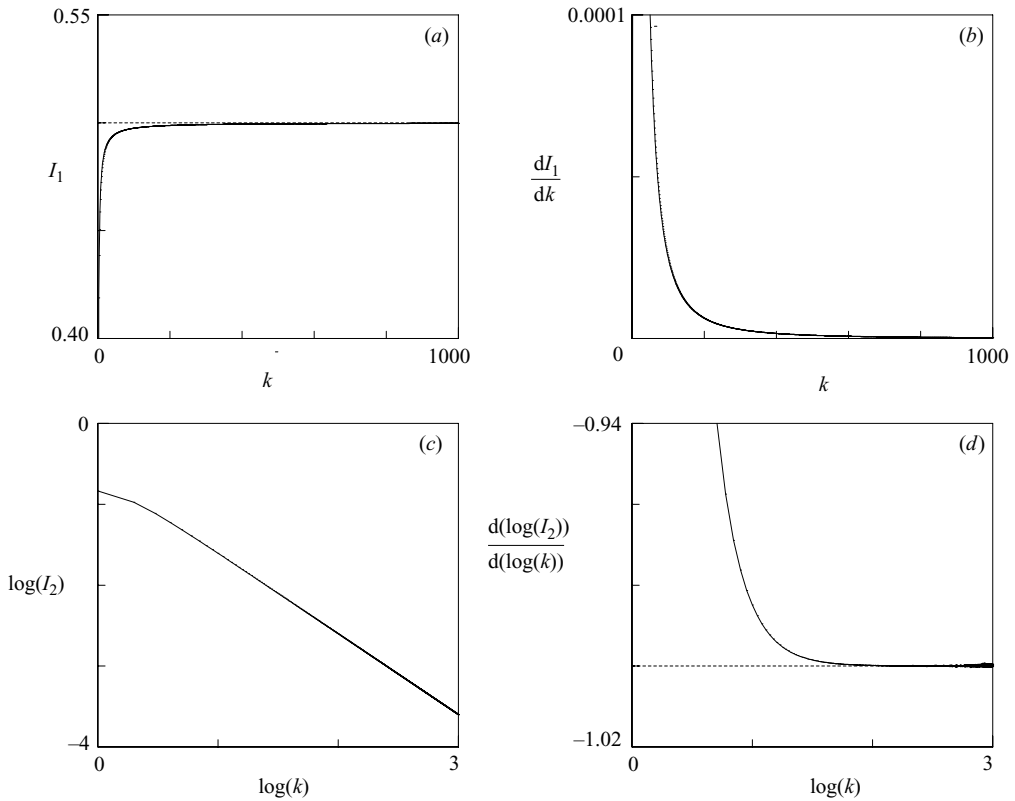 0.55
(a)
I₁
0.40
0
1000
k
0.0001
(b)
dI₁
dk
0
1000
k
0
(c)
log(I₂)
–4
0
3
log(k)
–0.94
(d)
d(log(I₂))
d(log(k))
–1.02
0
3
log(k)